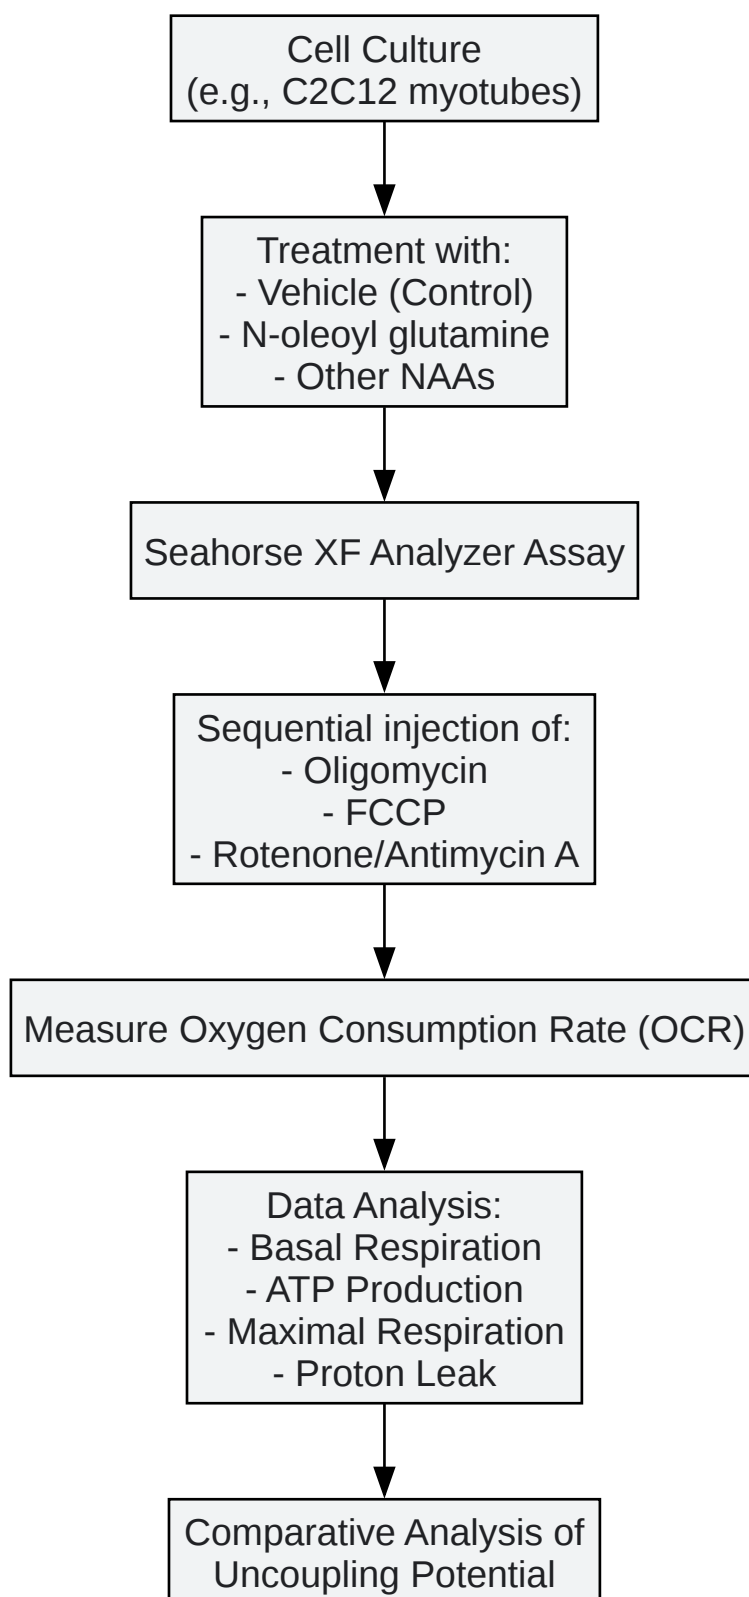 Cell Culture
(e.g., C2C12 myotubes)
Treatment with:
- Vehicle (Control)
- N-oleoyl glutamine
- Other NAAs
Seahorse XF Analyzer Assay
Sequential injection of:
- Oligomycin
- FCCP
- Rotenone/Antimycin A
Measure Oxygen Consumption Rate (OCR)
Data Analysis:
- Basal Respiration
- ATP Production
- Maximal Respiration
- Proton Leak
Comparative Analysis of
Uncoupling Potential